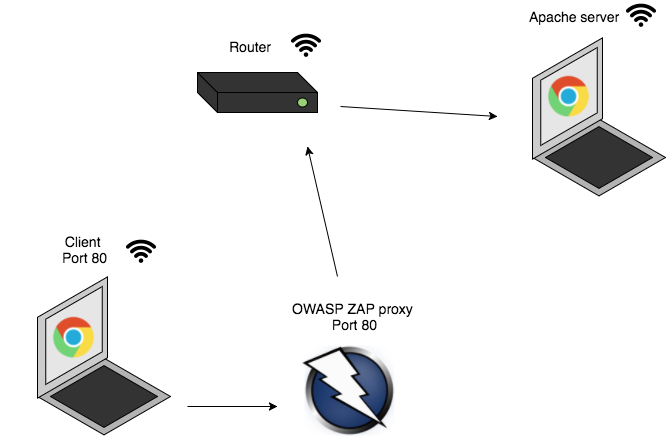 Apache server
Router
Client
Port 80
OWASP ZAP proxy
Port 80